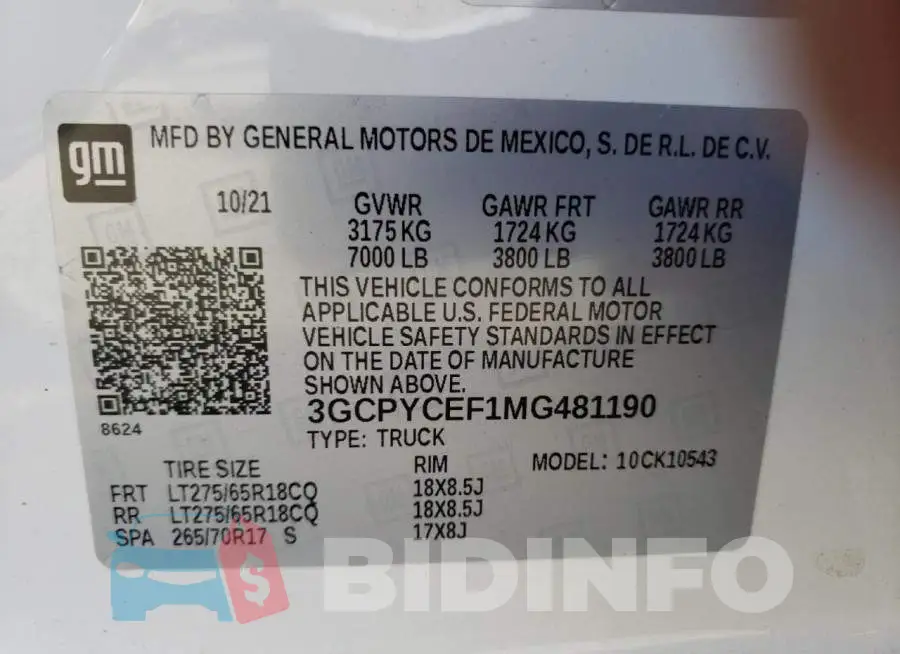 gm
MFD BY GENERAL MOTORS DE MEXICO, S. DE R.L. DE C.V.
10/21
GVWR GAWR FRT GAWR RR
3175 KG 1724 KG 1724 KG
7000 LB 3800 LB 3800 LB
THIS VEHICLE CONFORMS TO ALL
APPLICABLE U.S. FEDERAL MOTOR
VEHICLE SAFETY STANDARDS IN EFFECT
ON THE DATE OF MANUFACTURE
SHOWN ABOVE.
3GCPYCEF1MG481190
8624
TYPE: TRUCK
TIRE SIZE RIM MODEL: 10CK10543
FRT LT275/65R18CQ 18X8.5J
RR LT275/65R18CQ 18X8.5J
SPA 265/70R17 S 17X8J
$ BIDINFO